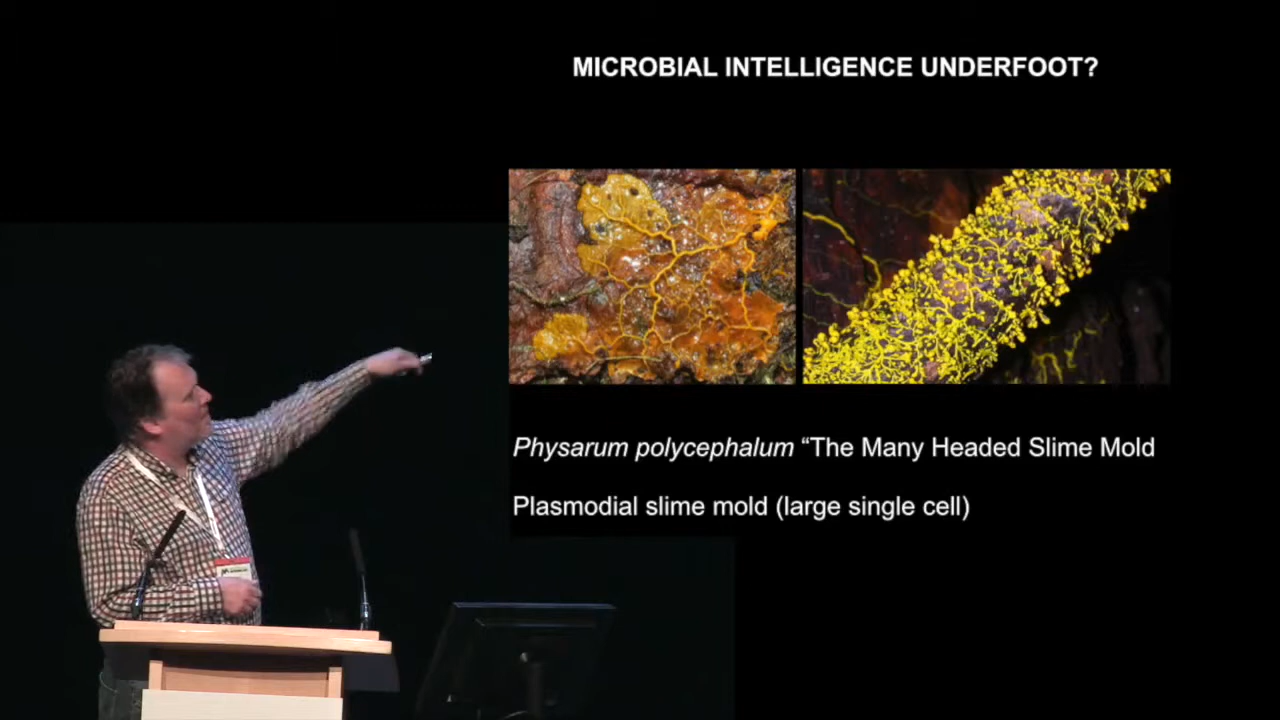 MICROBIAL INTELLIGENCE UNDERFOOT?
Physarum polycephalum “The Many Headed Slime Mold
Plasmodial slime mold (large single cell)